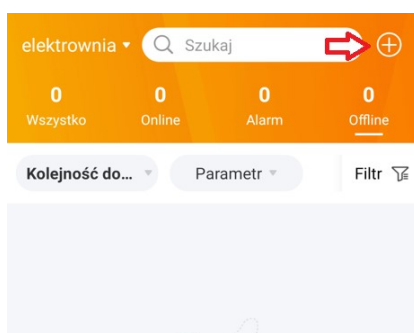 elektrownia Szukaj
0 0 0 0
Wszystko Online Alarm Offline
Kolejność do... Parametr Filtr